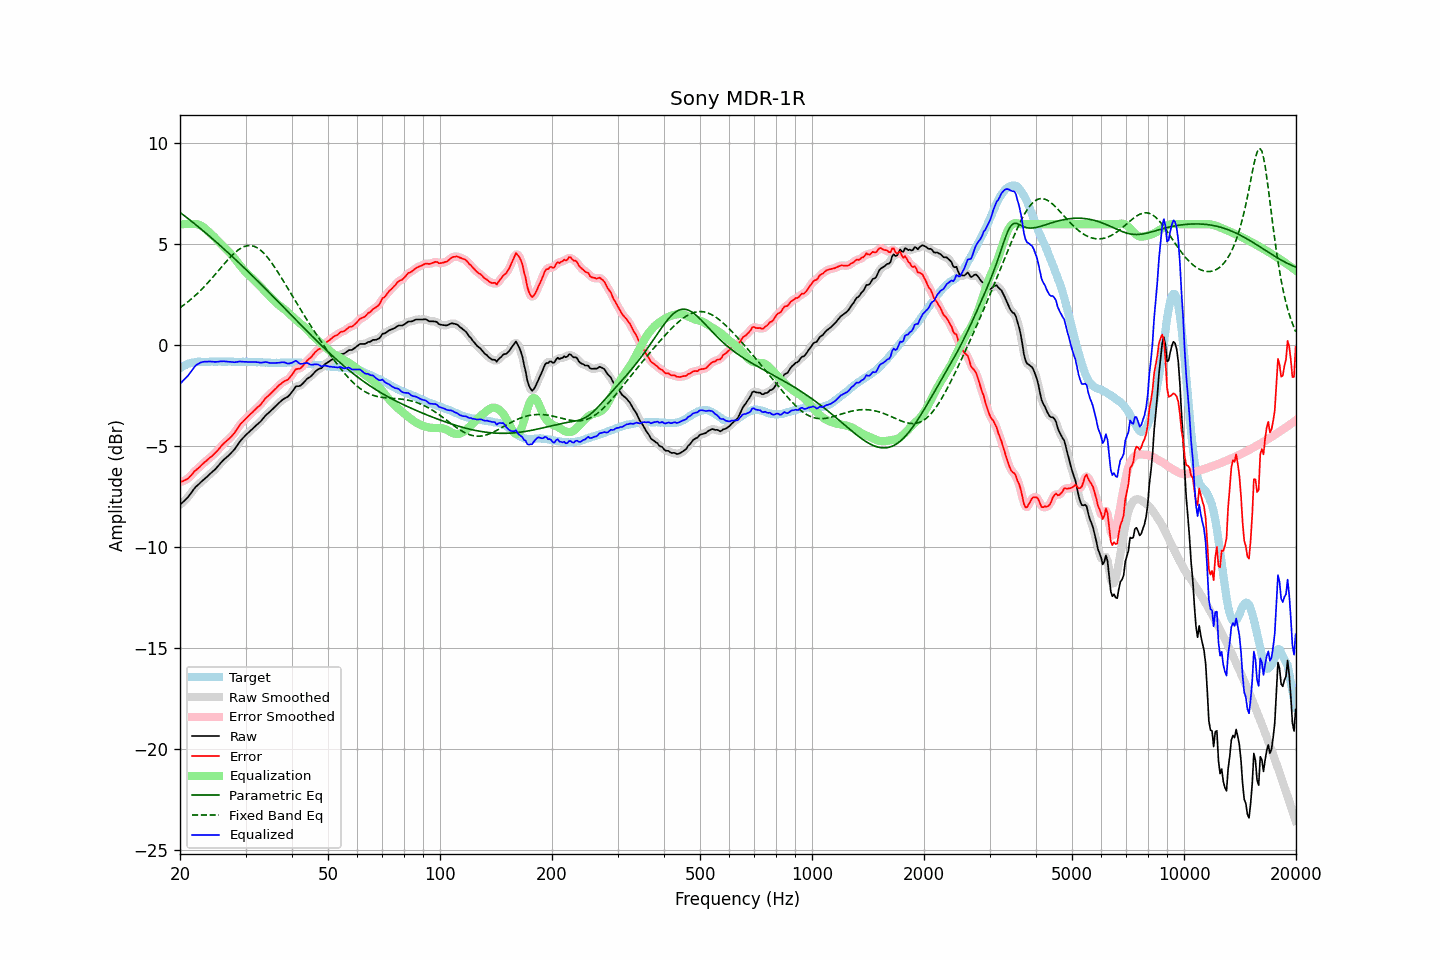 Sony MDR-1R
Amplitude (dBr)
10
5
0
−5
−10
−15
−20
−25
Target
Raw Smoothed
Error Smoothed
Raw
Error
Equalization
Parametric Eq
Fixed Band Eq
Equalized
20
50
100
200
500
1000
2000
5000
10000
20000
Frequency (Hz)